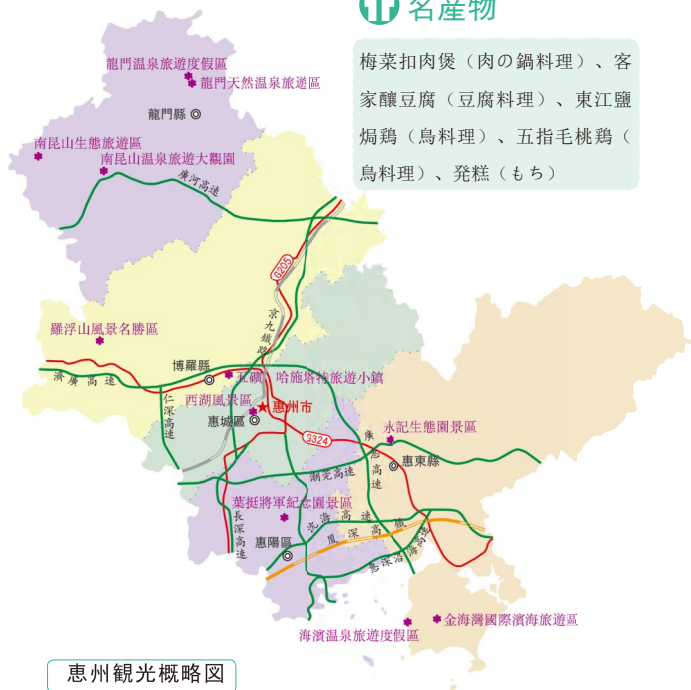 名産物
梅菜扣肉煲（肉の鍋料理）、客
家醸豆腐（豆腐料理）、東江鹽
焗鶏（鳥料理）、五指毛桃鶏（
鳥料理）、発糕（もち）
龍門温泉旅遊度假區
龍門天然温泉旅遊區
龍門縣
南昆山生態旅遊區
南昆山温泉旅遊大觀園
廣河高速
G205
京九鐵路
羅浮山風景名勝區
博羅縣
濟廣高速
五礦 哈施塔特旅遊小鎮
仁深高速
西湖風景區
惠州市
惠城區
G324
永記生態園景區
廣惠高速
惠東縣
潮莞高速
葉挺將軍紀念園景區
長深高速
沈海高速
厦深高鐵
惠陽區
惠深沿海高速
金海灣國際濱海旅遊區
海濱温泉旅遊度假區
惠州観光概略図